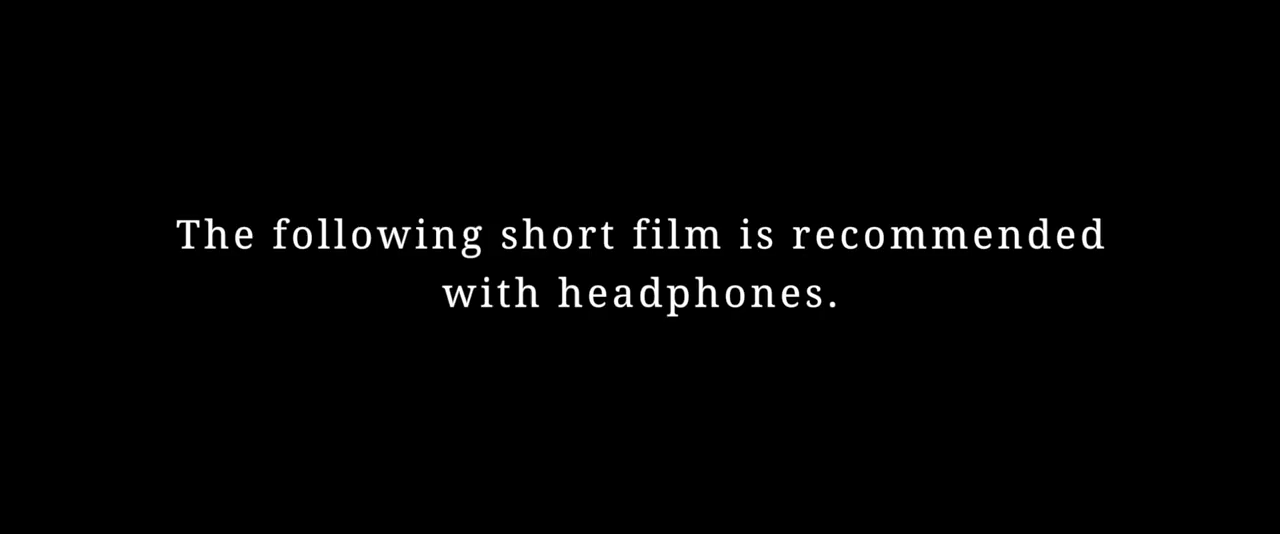 The following short film is recommended
with headphones.